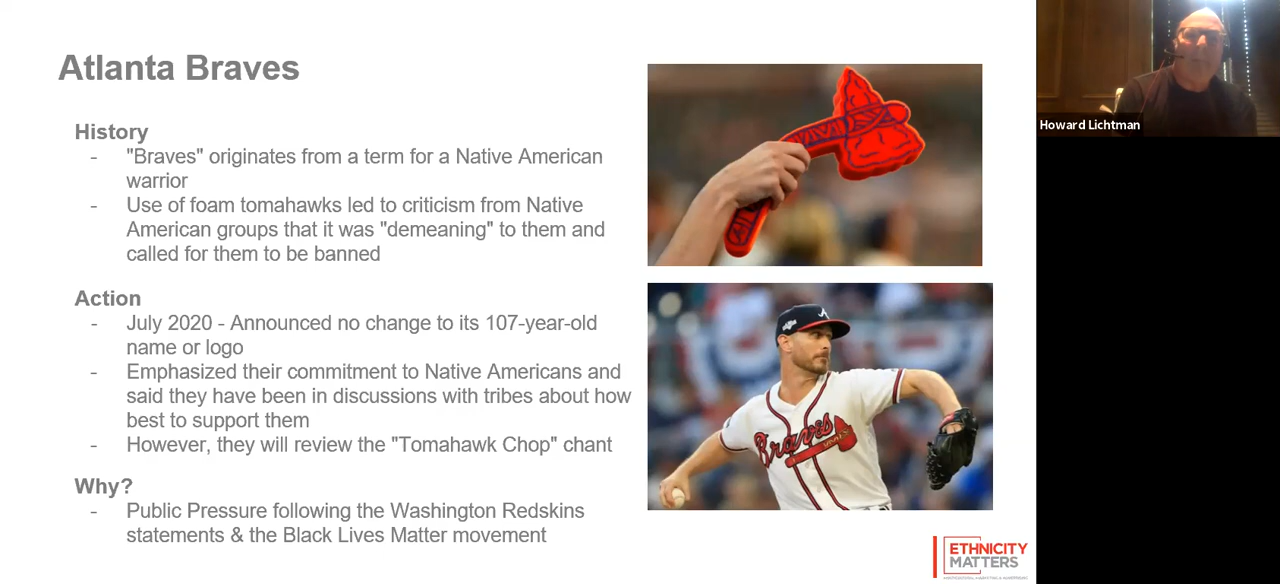 Atlanta Braves
History
- "Braves" originates from a term for a Native American
warrior
- Use of foam tomahawks led to criticism from Native
American groups that it was "demeaning" to them and
called for them to be banned
Action
- July 2020 - Announced no change to its 107-year-old
name or logo
- Emphasized their commitment to Native Americans and
said they have been in discussions with tribes about how
best to support them
- However, they will review the "Tomahawk Chop" chant
Why?
- Public Pressure following the Washington Redskins
statements & the Black Lives Matter movement
A
Braves
ETHNICITY
MATTERS
Howard Lichtman